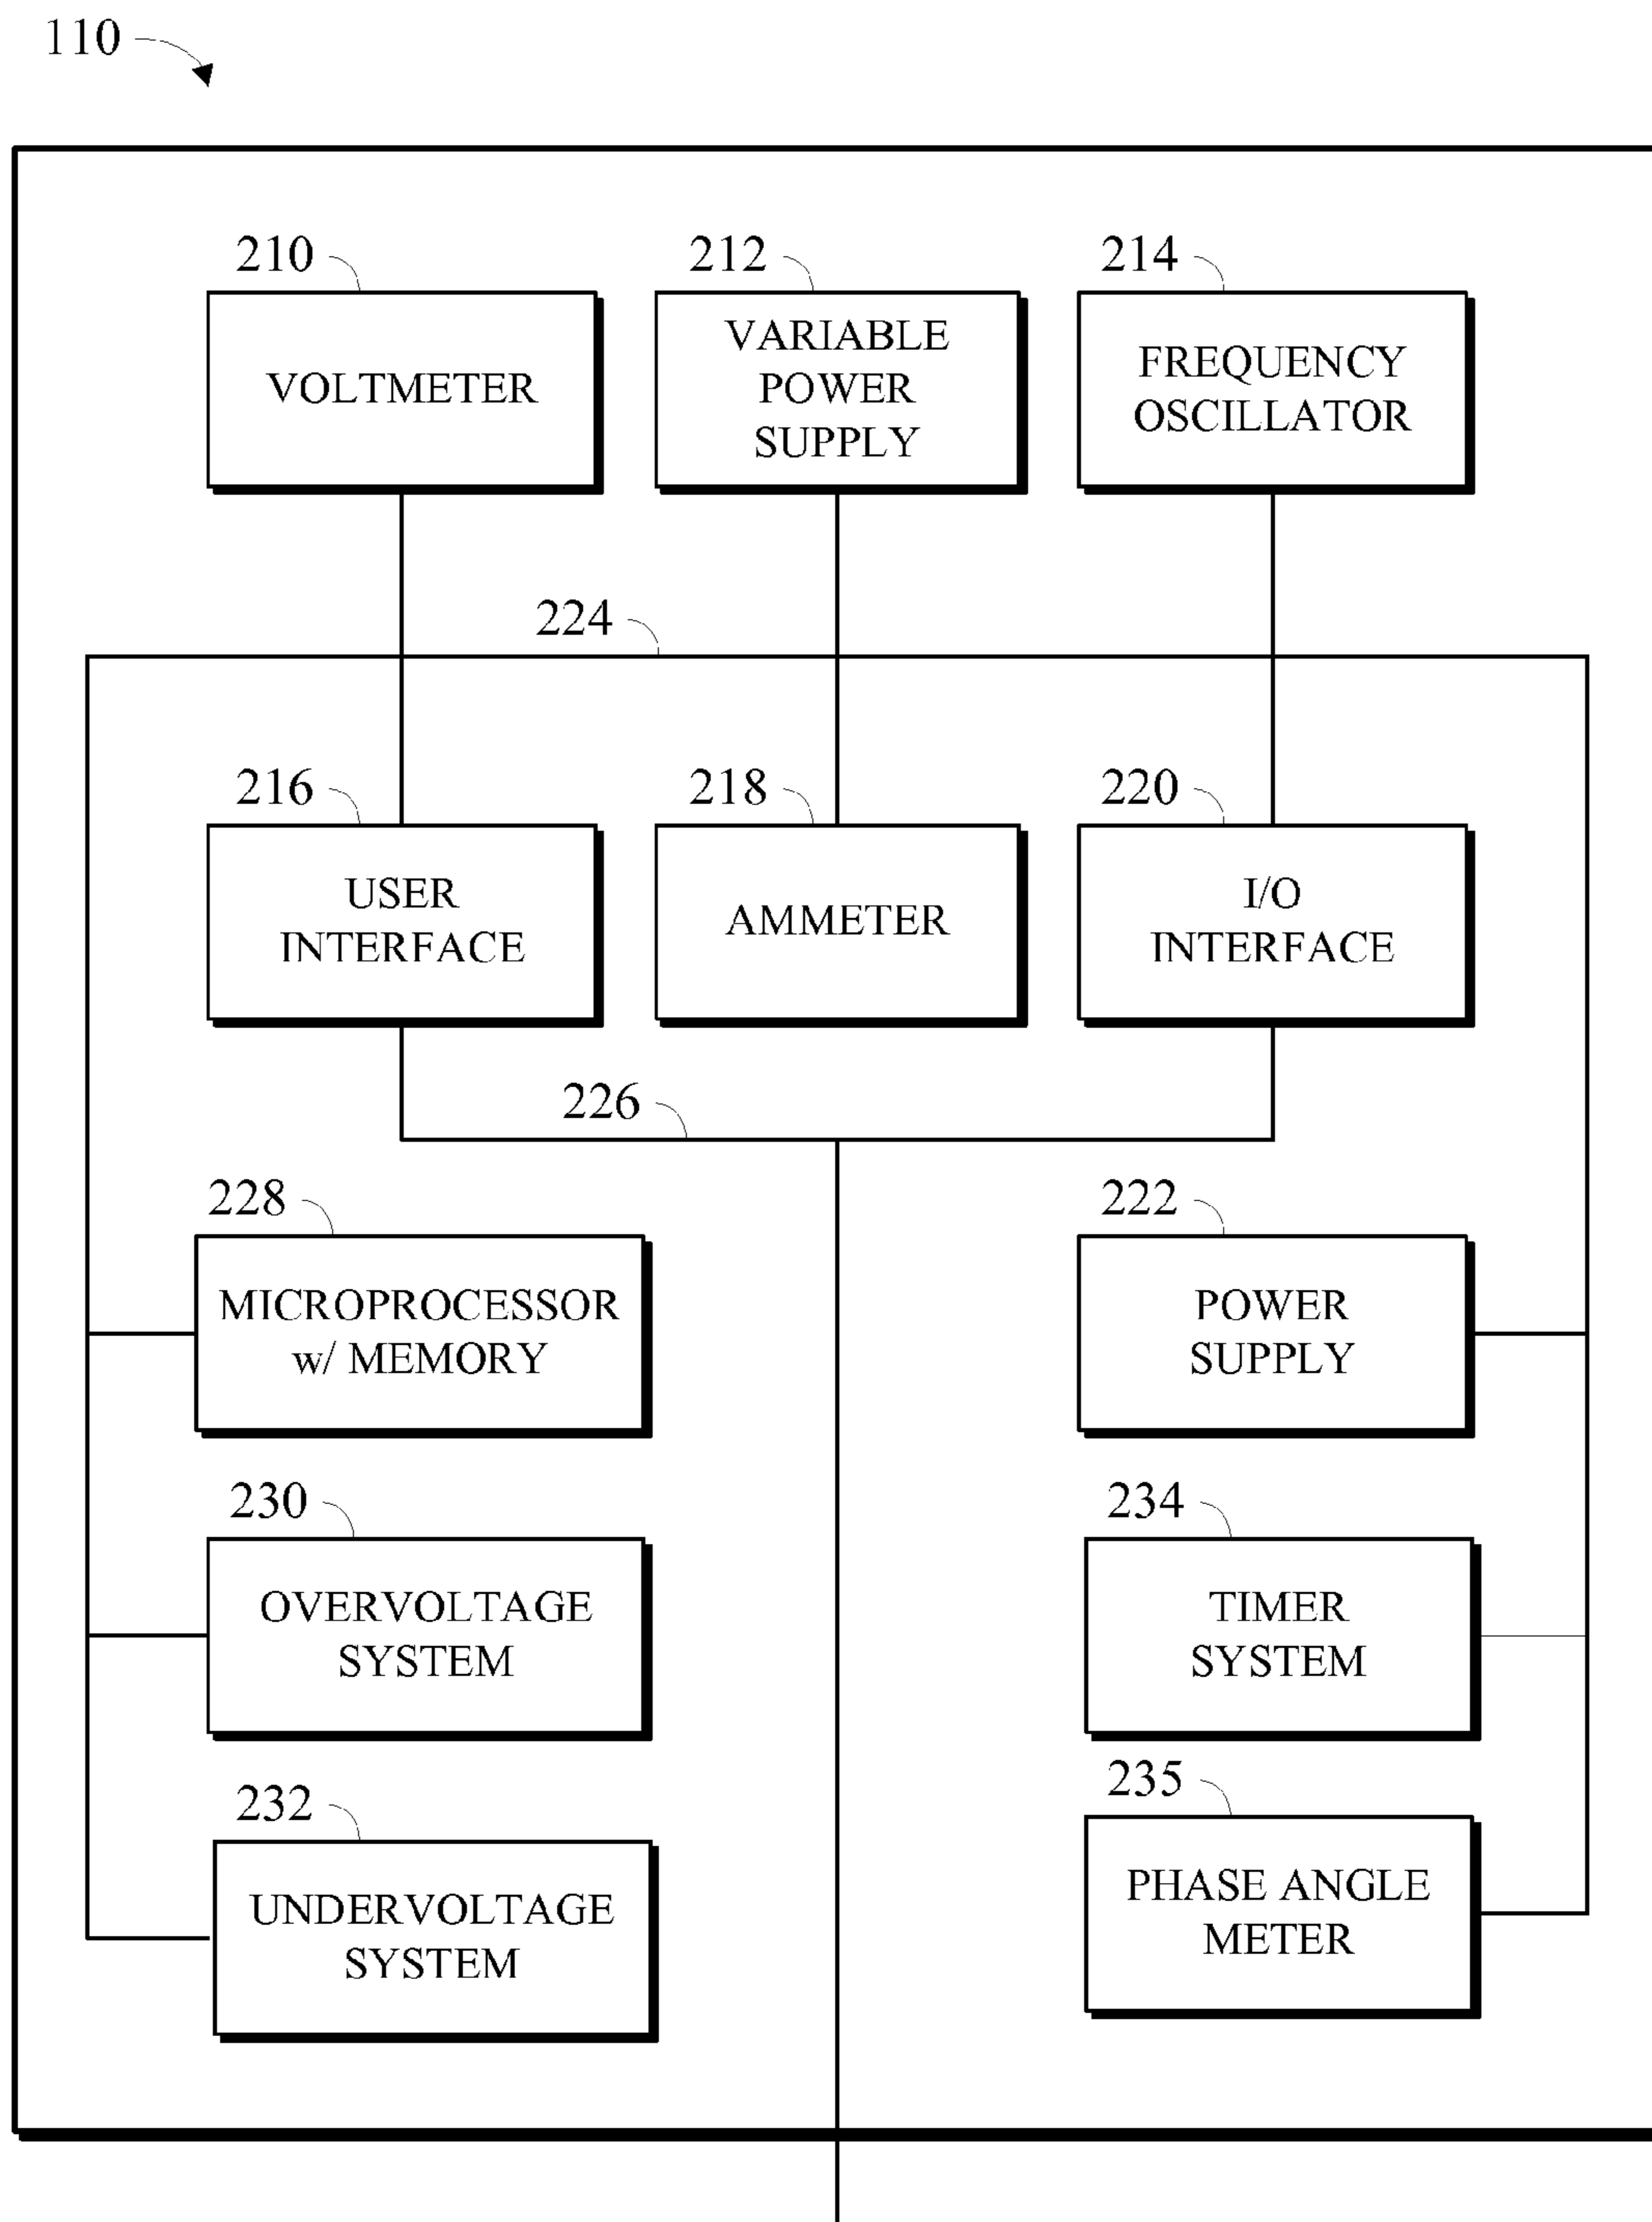 110
210
VOLTMETER
212
VARIABLE
POWER
SUPPLY
214
FREQUENCY
OSCILLATOR
224
216
USER
INTERFACE
218
AMMETER
220
I/O
INTERFACE
226
228
MICROPROCESSOR
w/ MEMORY
222
POWER
SUPPLY
230
OVERVOLTAGE
SYSTEM
234
TIMER
SYSTEM
232
UNDERVOLTAGE
SYSTEM
235
PHASE ANGLE
METER